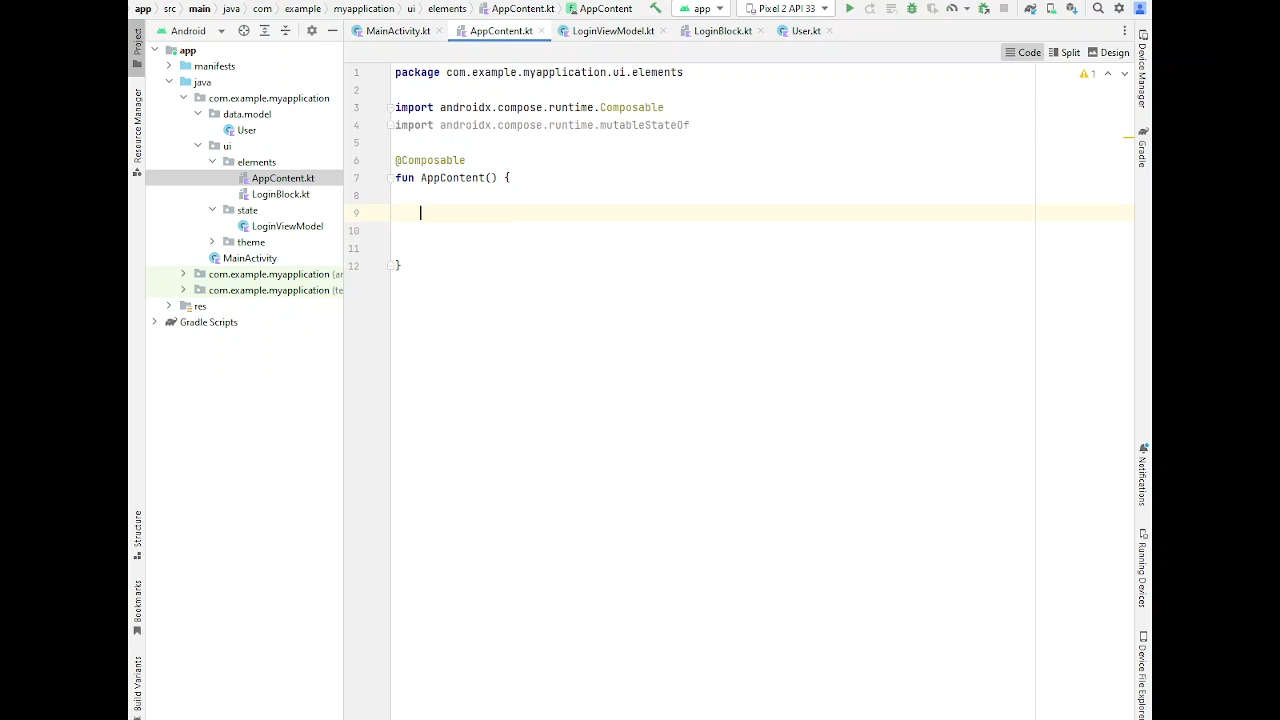 app src main java com example myapplication ui elements AppContent.kt AppContent app Pixel 2 API 33
Project
Android
MainActivity.kt AppContent.kt LoginViewModel.kt LoginBlock.kt User.kt
Code Split Design
app
manifests
java
com.example.myapplication
data.model
User
ui
elements
AppContent.kt
LoginBlock.kt
state
LoginViewModel
theme
MainActivity
com.example.myapplication (ar
com.example.myapplication (te
res
Gradle Scripts
Resource Manager
Structure
Bookmarks
Build Variants
1 package com.example.myapplication.ui.elements
2
3 import androidx.compose.runtime.Composable
4 import androidx.compose.runtime.mutableStateOf
5
6 @Composable
7 fun AppContent() {
8
9
10
11
12 }
1
Device Manager
Gradle
Notifications
Running Devices
Device File Explorer